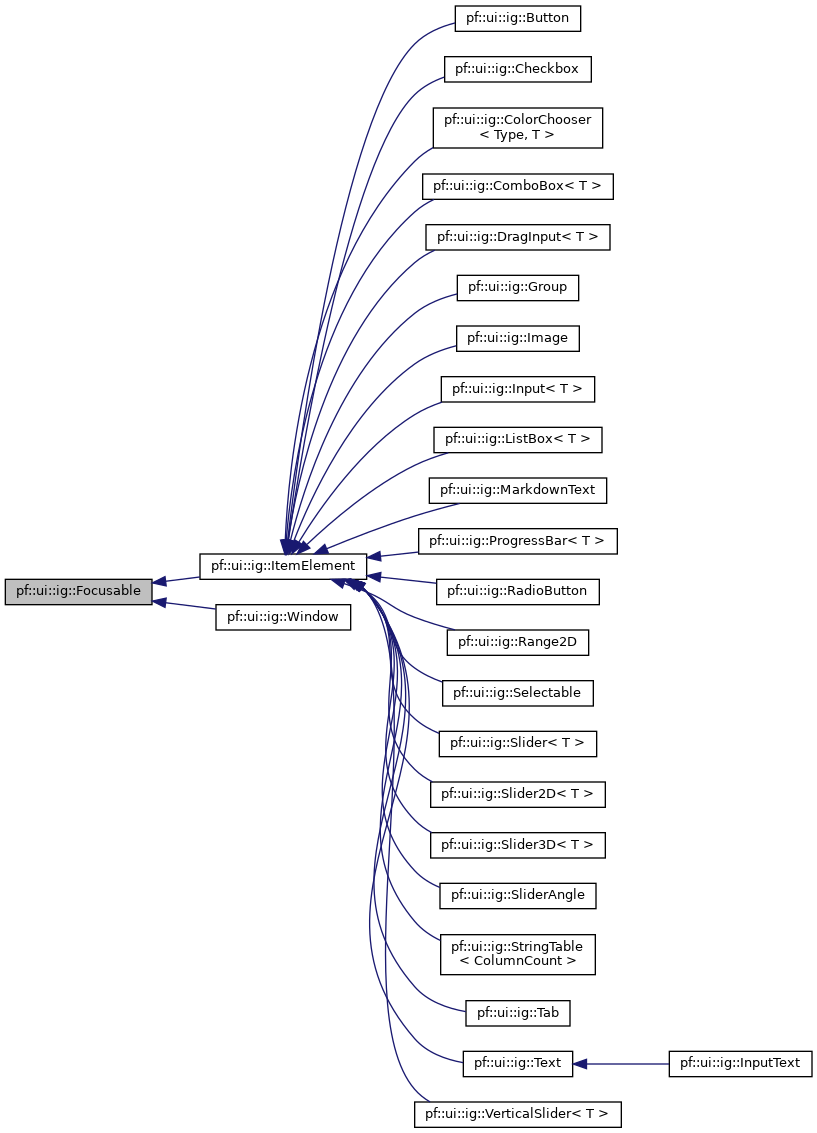 pf::ui::ig::Button
pf::ui::ig::Checkbox
pf::ui::ig::ColorChooser
< Type, T >
pf::ui::ig::ComboBox< T >
pf::ui::ig::DragInput< T >
pf::ui::ig::Group
pf::ui::ig::Image
pf::ui::ig::Input< T >
pf::ui::ig::ListBox< T >
pf::ui::ig::MarkdownText
pf::ui::ig::ProgressBar< T >
pf::ui::ig::ItemElement
pf::ui::ig::Focusable
pf::ui::ig::RadioButton
pf::ui::ig::Window
pf::ui::ig::Range2D
pf::ui::ig::Selectable
pf::ui::ig::Slider< T >
pf::ui::ig::Slider2D< T >
pf::ui::ig::Slider3D< T >
pf::ui::ig::SliderAngle
pf::ui::ig::StringTable
< ColumnCount >
pf::ui::ig::Tab
pf::ui::ig::Text
pf::ui::ig::InputText
pf::ui::ig::VerticalSlider< T >